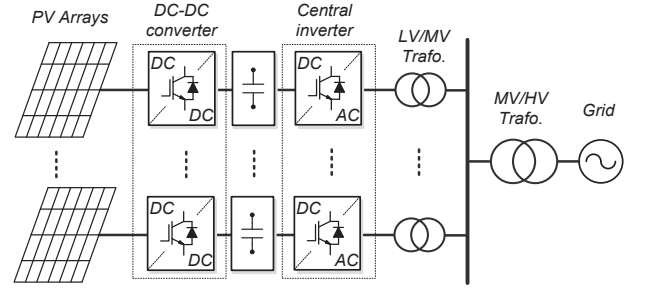 PV Arrays
DC-DC
converter
Central
inverter
LV/MV
Trafo.
MV/HV
Trafo.
Grid
DC
DC
DC
AC
DC
DC
DC
AC